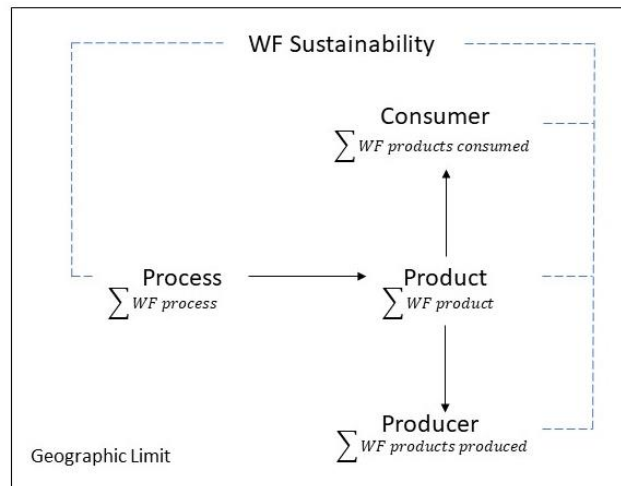 WF Sustainability
Consumer
∑ WF products consumed
Process
∑ WF process
Product
∑ WF product
Producer
∑ WF products produced
Geographic Limit